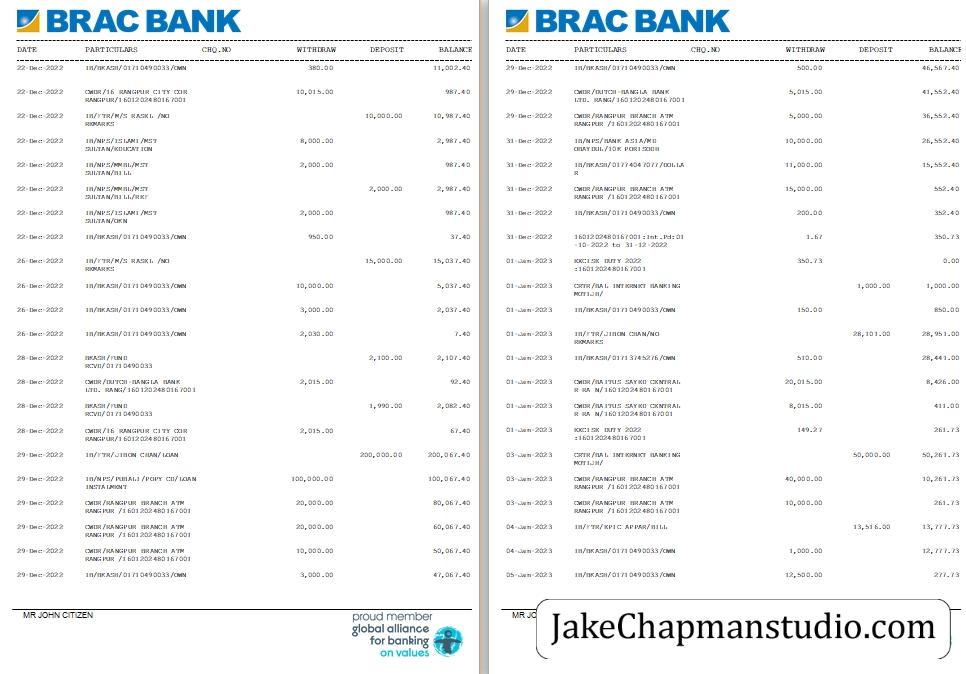 BRAC BANK
DATE PARTICULARS CHQ.NO WITHDRAW DEPOSIT BALANCE
22-Dec-2022 IB/BKASH/01710490033/OWN 380.00 11,002.40
22-Dec-2022 CWDR/16 RANGPUR CITY COR 10,015.00 987.40
RANGPUR/1601202480167001
22-Dec-2022 IB/FTR/M/S RASEL /NO 10,000.00 10,987.40
REMARKS
22-Dec-2022 IB/NPS/ISLAMI/MST 8,000.00 2,987.40
SULTAN/EDUCATION
22-Dec-2022 IB/NPS/MMBL/MST 2,000.00 987.40
SULTAN/BILL
22-Dec-2022 IB/NPS/MMBL/MST 2,000.00 2,987.40
SULTAN/BILL/REF
22-Dec-2022 IB/NPS/ISLAMI/MST 2,000.00 987.40
SULTAN/OKN
22-Dec-2022 IB/BKASH/01710490033/OWN 950.00 37.40
26-Dec-2022 IB/FTR/M/S RASEL /NO 15,000.00 15,037.40
REMARKS
26-Dec-2022 IB/BKASH/01710490033/OWN 10,000.00 5,037.40
26-Dec-2022 IB/BKASH/01710490033/OWN 3,000.00 2,037.40
26-Dec-2022 IB/BKASH/01710490033/OWN 2,030.00 7.40
28-Dec-2022 BKASH/FUND 2,100.00 2,107.40
RCVD/01710490033
28-Dec-2022 CWDR/DUTCH-BANGLA BANK 2,015.00 92.40
LTD. RANG/1601202480167001
28-Dec-2022 BKASH/FUND 1,990.00 2,082.40
RCVD/01710490033
28-Dec-2022 CWDR/16 RANGPUR CITY COR 2,015.00 67.40
RANGPUR/1601202480167001
29-Dec-2022 IB/FTR/JIBON CHAN/LOAN 200,000.00 200,067.40
29-Dec-2022 IB/NPS/PUBALI/POPY CO/LOAN 100,000.00 100,067.40
INSTALMENT
29-Dec-2022 CWDR/RANGPUR BRANCH ATM 20,000.00 80,067.40
RANGPUR /1601202480167001
29-Dec-2022 CWDR/RANGPUR BRANCH ATM 20,000.00 60,067.40
RANGPUR /1601202480167001
29-Dec-2022 CWDR/RANGPUR BRANCH ATM 10,000.00 50,067.40
RANGPUR /1601202480167001
29-Dec-2022 IB/BKASH/01710490033/OWN 3,000.00 47,067.40
MR JOHN CITIZEN
proud member
global alliance
for banking
on values
BRAC BANK
DATE PARTICULARS CHQ.NO WITHDRAW DEPOSIT BALANCE
29-Dec-2022 IB/BKASH/01710490033/OWN 500.00 46,567.40
29-Dec-2022 CWDR/DUTCH-BANGLA BANK 5,015.00 41,552.40
LTD. RANG/1601202480167001
29-Dec-2022 CWDR/RANGPUR BRANCH ATM 5,000.00 36,552.40
RANGPUR /1601202480167001
31-Dec-2022 IB/NPS/BANK ASIA/MD 10,000.00 26,552.40
OBAYDUL/IOE PORISODH
31-Dec-2022 IB/BKASH/01774047077/DOLLA 11,000.00 15,552.40
R
31-Dec-2022 CWDR/RANGPUR BRANCH ATM 15,000.00 552.40
RANGPUR /1601202480167001
31-Dec-2022 IB/BKASH/01710490033/OWN 200.00 352.40
31-Dec-2022 1601202480167001:Int.Pd:01 1.67 350.73
-10-2022 to 31-12-2022
01-Jan-2023 EXCISE DUTY 2022 350.73 0.00
:1601202480167001
01-Jan-2023 CRTR/BAL INTERNET BANKING 1,000.00 1,000.00
MOTIJH/
01-Jan-2023 IB/BKASH/01710490033/OWN 150.00 850.00
01-Jan-2023 IB/FTR/JIBON CHAN/NO 28,101.00 28,951.00
REMARKS
01-Jan-2023 IB/BKASH/01713745276/OWN 510.00 28,441.00
01-Jan-2023 CWDR/BAITUS SAYKO CENTRAL 20,015.00 8,426.00
R RA N/1601202480167001
01-Jan-2023 CWDR/BAITUS SAYKO CENTRAL 8,015.00 411.00
R RA N/1601202480167001
01-Jan-2023 EXCISE DUTY 2022 149.27 261.73
:1601202480167001
03-Jan-2023 CRTR/BAL INTERNET BANKING 50,000.00 50,261.73
MOTIJH/
03-Jan-2023 CWDR/RANGPUR BRANCH ATM 40,000.00 10,261.73
RANGPUR /1601202480167001
03-Jan-2023 CWDR/RANGPUR BRANCH ATM 10,000.00 261.73
RANGPUR /1601202480167001
04-Jan-2023 IB/FTR/EPIC APPAR/BILL 13,516.00 13,777.73
04-Jan-2023 IB/BKASH/01710490033/OWN 1,000.00 12,777.73
05-Jan-2023 IB/BKASH/01710490033/OWN 12,500.00 277.73
MR JO
JakeChapmanstudio.com